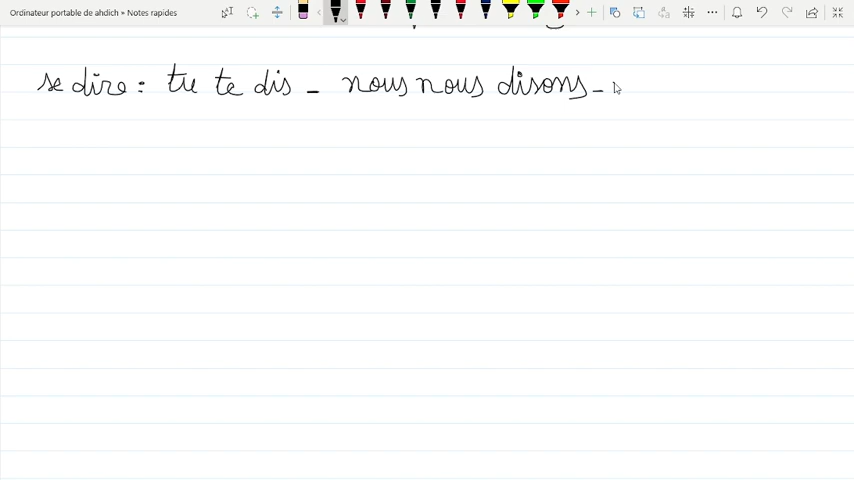 Ordinateur portable de ahdich » Notes rapides
se dire : tu te dis - nous nous disons -